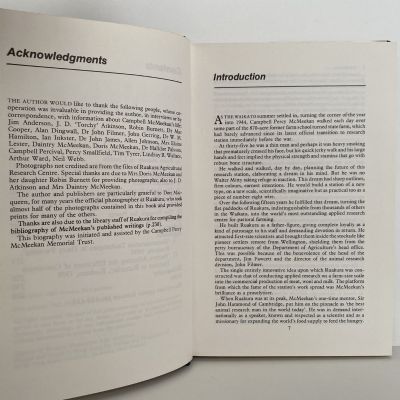 Acknowledgments
THE AUTHOR WOULD like to thank the following people, whose co-
operation was invaluable in providing the author, in interviews or by
correspondence, with information about Campbell McMeekan: Mr
Jim Anderson, J. D. 'Torchy' Atkinson, Robin Burnett, Dr Mac
Cooper, Alan Dingwall, Dr John Filmer, John Gerring, Dr W. R.
Hamilton, Ian Inkster, Dr John James, Allen Johnson, Mrs Eileen
Lester, Daintry McMeekan, Doris McMeekan, Dr Mal
Campbell Percival, Percy Smallfield, Tim Tyrer, Lindsay R. Wallace,
Arthur Ward, Neil Webb.
Photographs not credited are from the files of Ruakura Agricultural
Research Centre. Special thanks are due to Mrs Doris McMeekan and
her daughter Robin Burnett for providing photographs; also to Mr
Atkinson and Mrs Daintry McMeekan.
The author and publishers are particularly grateful to Don Mac-
queen, for many years the official photographer at Ruakura, who took
almost half of the photographs contained in this book and provided
prints for many of the others.
Thanks are also due to the library staff of Ruakura for compiling the
bibliography of McMeekan's published writings (p.236).
This biography was initiated and assisted by the Campbell Percy
McMeekan Memorial Trust.
Introduction
AS THE WAIKATO summer settled in, turning the corner of the year
into 1944, Campbell Percy McMeekan walked each day over
some part of the 870-acre former farm school turned state farm, which
had barely advanced since its latest official transition to research
station immediately before the war.
At thirty-five he was a thin man and perhaps it was heavy smoking
that prematurely creased his face, but his quick lanky walk and his large
hands and feet implied the physical strength and stamina that go with
robust bone structure.
He walked and walked, day after day, planning the future of this
research station, elaborating a dream in his mind. But he was no
Walter Mitty taking refuge in inaction. This dream had sharp outlines,
firm colours, earnest intentions. He would build a station of a new
type, on a new scale, scientifically imaginative but as practical too as a
piece of number eight wire.
Over the following fifteen years he fulfilled that dream, turning the
flat paddocks of Ruakura, indistinguishable from thousands of others
in the Waikato, into the world's most outstanding applied research
centre for pastoral farming.
He built Ruakura as a father-figure, giving complete loyalty as a
kind of patronage to his staff and demanding devotion in return. He
attracted first-rate scientists and brought them inside the stockade like
pioneer settlers remote from Wellington, shielding them from the
petty bureaucracy of the Department of Agriculture's head office.
This was possible because of the benevolence of the head of the
department, Jim Fawcett and the director of the animal research
division, John Filmer.
The single entirely innovative idea upon which Ruakura was con-
structed was that of conducting applied research on a farm-size scale
into the commercial production of meat, wool and milk. The platform
from which the fame of the station's work spread was McMeekan's
brilliance as a proselytiser.
When Ruakura was at its peak, McMeekan's one-time mentor, Sir
John Hammond of Cambridge, put him on the pinnacle as 'the best
animal research man in the world today'. He was in demand inter-
nationally as a speaker, known and respected as a scientist and as a
missionary for expanding the world's food supply to feed the hungry.
7